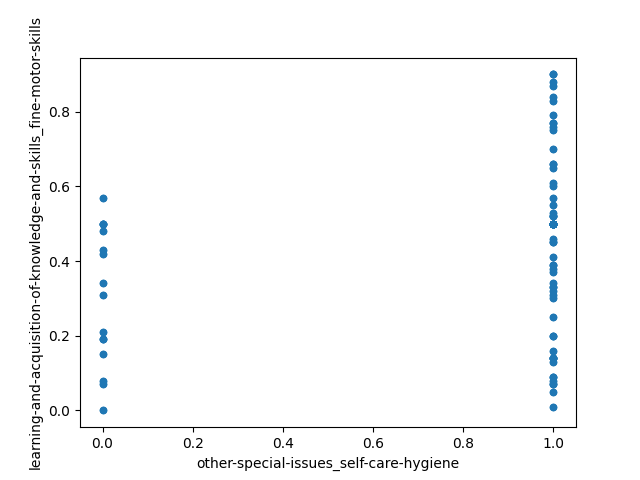 learning-and-acquisition-of-knowledge-and-skills_fine-motor-skills
0.8
0.6
0.4
0.2
0.0
0.0 0.2 0.4 0.6 0.8 1.0
other-special-issues_self-care-hygiene